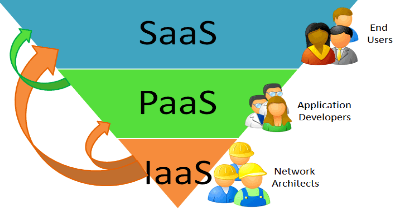 SaaS
End
Users
PaaS
Application
Developers
IaaS
Network
Architects